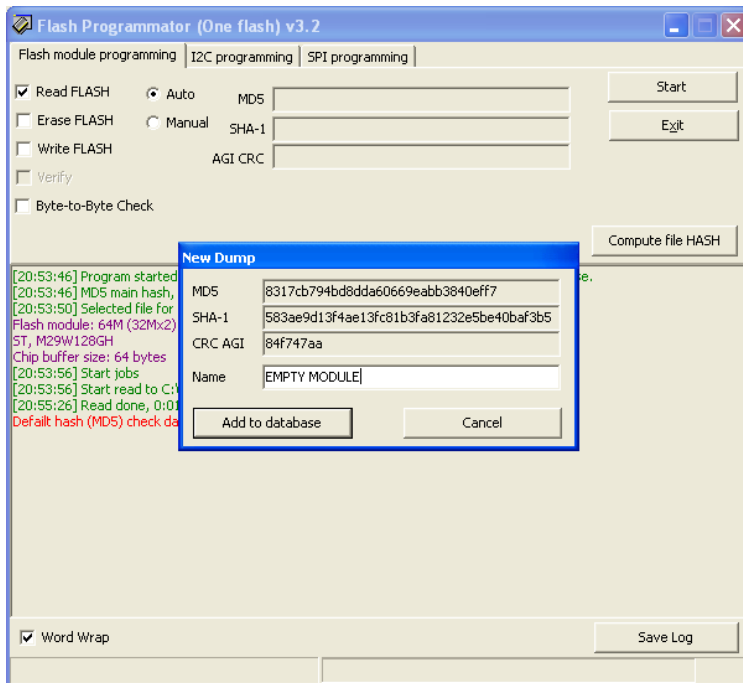 Flash Programmator (One flash) v3.2
Flash module programming I2C programming SPI programming
Read FLASH Auto MD5 Start
Erase FLASH Manual SHA-1 Exit
Write FLASH AGI CRC
Verify
Byte-to-Byte Check
Compute file HASH
New Dump
MD5 8317cb794bd8dda60669eabb3840eff7
SHA-1 583ae9d13f4ae13fc81b3fa81232e5be40baf3b5
CRC AGI 84f747aa
Name EMPTY MODULE
Add to database Cancel
[20:53:46] Program started se.
[20:53:46] MD5 main hash,
[20:53:50] Selected file for
Flash module: 64M (32Mx2)
ST, M29W128GH
Chip buffer size: 64 bytes
[20:53:56] Start jobs
[20:53:56] Start read to C:\
[20:55:26] Read done, 0:01
Defailt hash (MD5) check da
Word Wrap Save Log